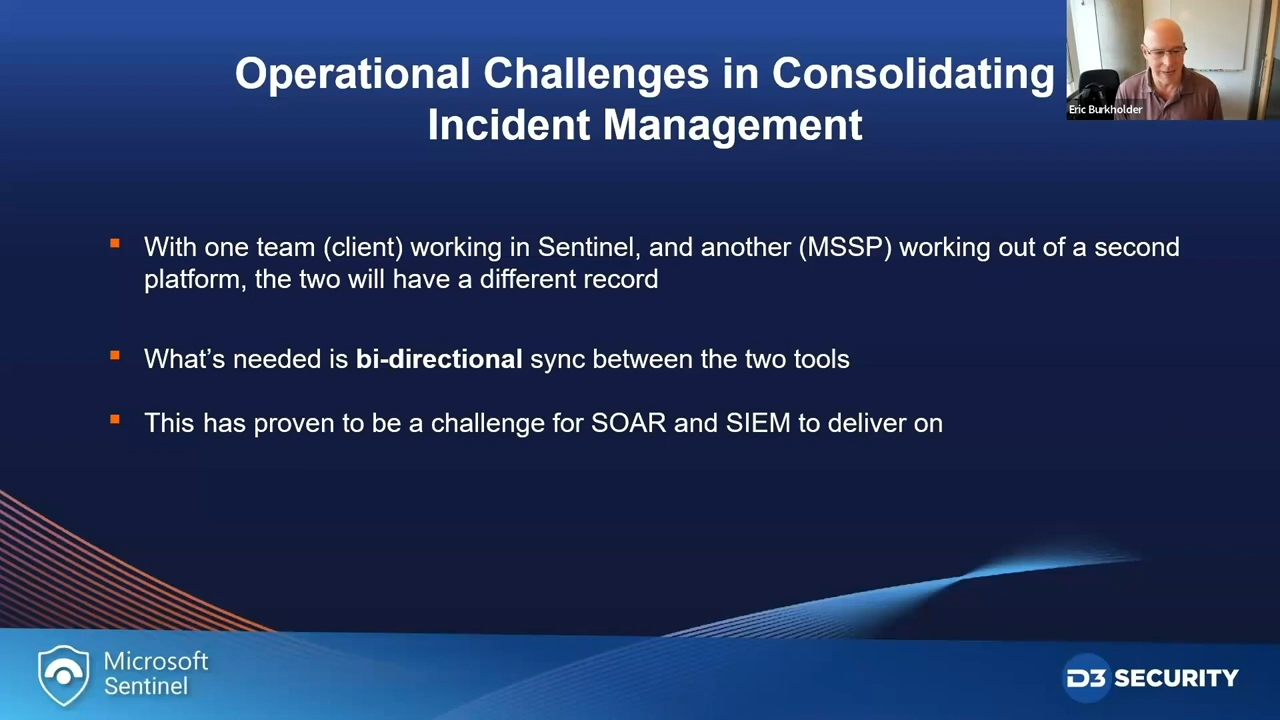 Operational Challenges in Consolidating
Incident Management
Eric Burkholder
With one team (client) working in Sentinel, and another (MSSP) working out of a second
platform, the two will have a different record
What's needed is bi-directional sync between the two tools
This has proven to be a challenge for SOAR and SIEM to deliver on
Microsoft
Sentinel
D3 SECURITY